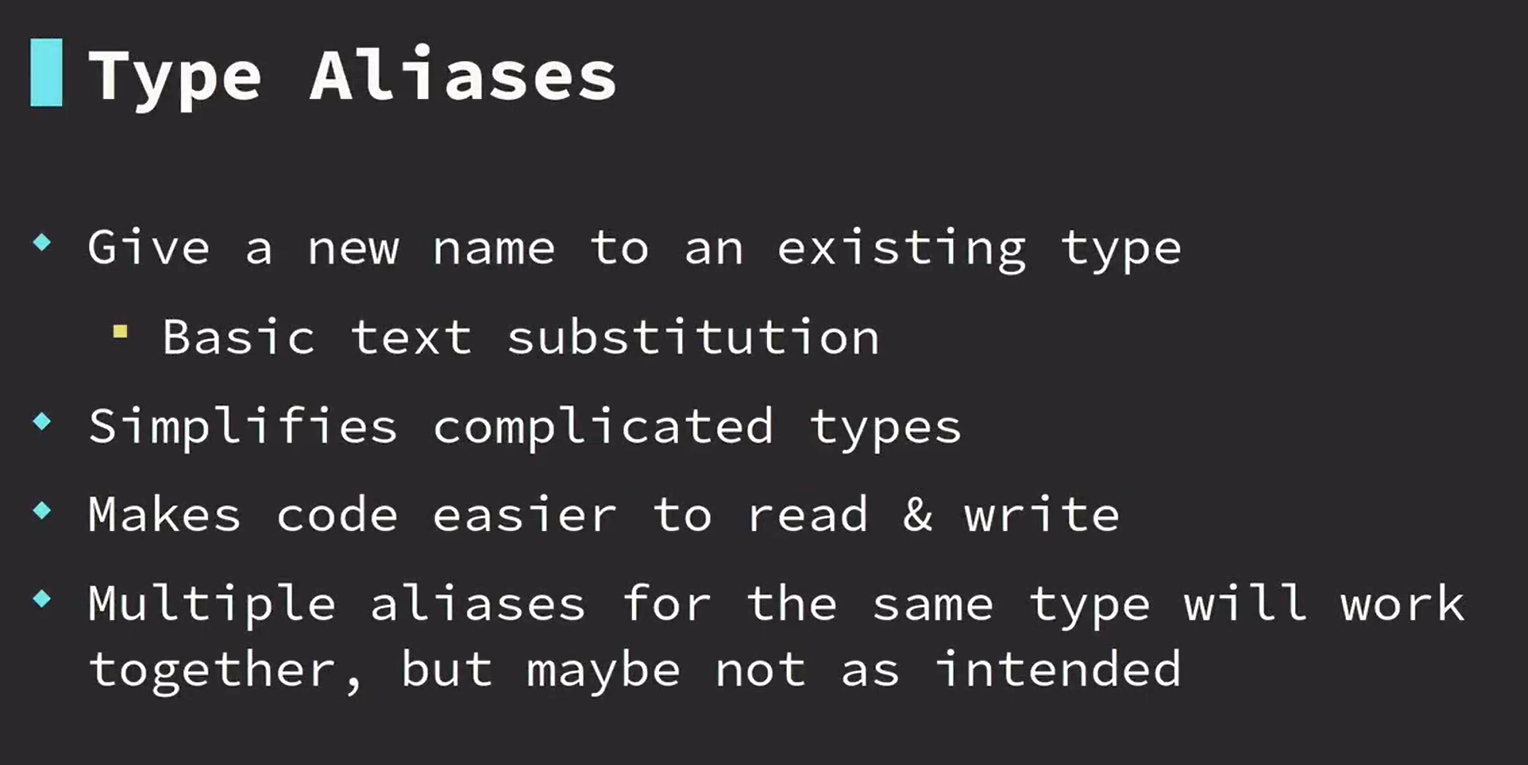 Type Aliases
Give a new name to an existing type
Basic text substitution
Simplifies complicated types
Makes code easier to read & write
Multiple aliases for the same type will work
together, but maybe not as intended